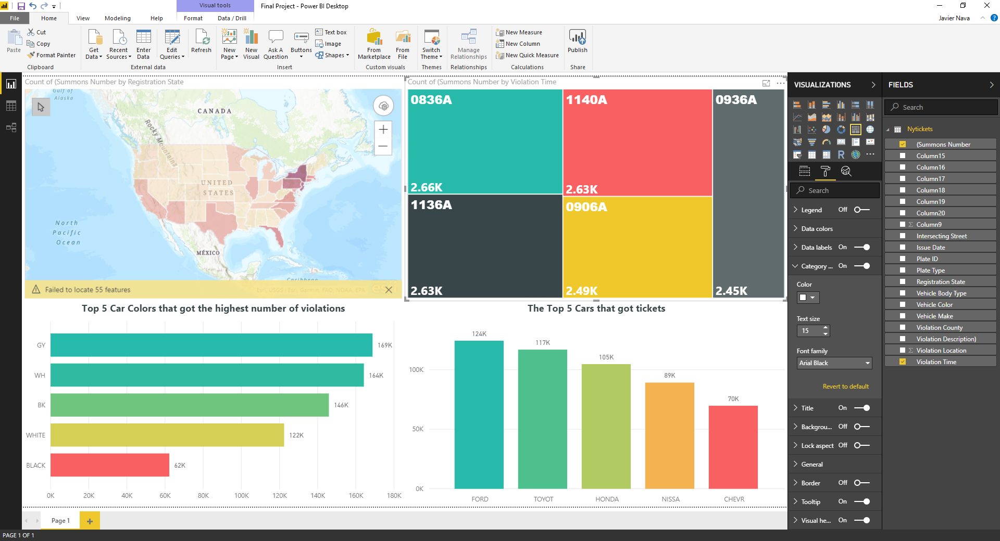 Visual tools
Final Project - Power BI Desktop
File Home View Modeling Help Format Data / Drill
Javier Nava
Paste
Cut
Copy
Format Painter
Clipboard
Get Data
Recent Sources
Enter Data
Edit Queries
Refresh
External data
New Page
New Visual
Ask A Question
Buttons
Text box
Image
Shapes
Insert
From Marketplace
From File
Custom visuals
Switch Theme
Themes
Manage Relationships
Relationships
New Measure
New Column
New Quick Measure
Calculations
Publish
Share
Count of (Summons Number by Registration State
Gulf of
Alaska
CANADA
Rocky Mountains
UNITED
STATES
North
Pacific
Ocean
MÉXICO
Caribbean
Failed to locate 55 features
Esri, USGS | Esri, Garmin, FAO, NOAA, EPA
esri
Count of (Summons Number by Violation Time
0836A
2.66K
1136A
2.63K
1140A
2.63K
0906A
2.49K
0936A
2.45K
Top 5 Car Colors that got the highest number of violations
GY 169K
WH 164K
BK 146K
WHITE 122K
BLACK 62K
0K 20K 40K 60K 80K 100K 120K 140K 160K 180K
The Top 5 Cars that got tickets
100K
50K
0K
124K
117K
105K
89K
70K
FORD TOYOT HONDA NISSA CHEVR
VISUALIZATIONS
R
Search
Legend Off
Data colors
Data labels On
Category ... On
Color
Text size
15
Font family
Arial Black
Revert to default
Title On
Backgrou... Off
Lock aspect Off
General
Border Off
Tooltip On
Visual he... On
FIELDS
Search
Nytickets
(Summons Number
Column15
Column16
Column17
Column18
Column19
Column20
Σ Column9
Intersecting Street
Issue Date
Plate ID
Plate Type
Registration State
Vehicle Body Type
Vehicle Color
Vehicle Make
Violation County
Violation Description)
Σ Violation Location
Violation Time
Page 1
PAGE 1 OF 1